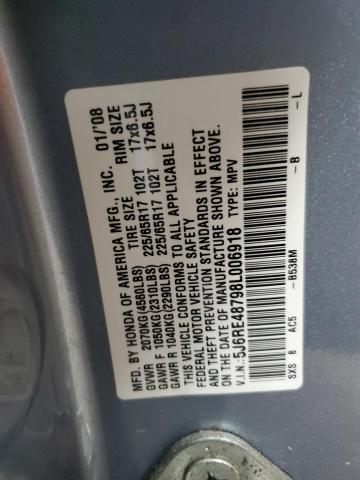 MFD. BY HONDA OF AMERICA MFG., INC. 01/'08
TIRE SIZE RIM SIZE
GVWR 2070KG(4560LBS)
GAWR F 1050KG(2310LBS) 225/65R17 102T 17x6.5J
GAWR R 1040KG(2290LBS) 225/65R17 102T 17x6.5J
THIS VEHICLE CONFORMS TO ALL APPLICABLE
FEDERAL MOTOR VEHICLE SAFETY
AND THEFT PREVENTION STANDARDS IN EFFECT
ON THE DATE OF MANUFACTURE SHOWN ABOVE.
V.I.N.: 5J6RE48798L006918 TYPE: MPV
SXS 8 AC5 -B538M -B -L